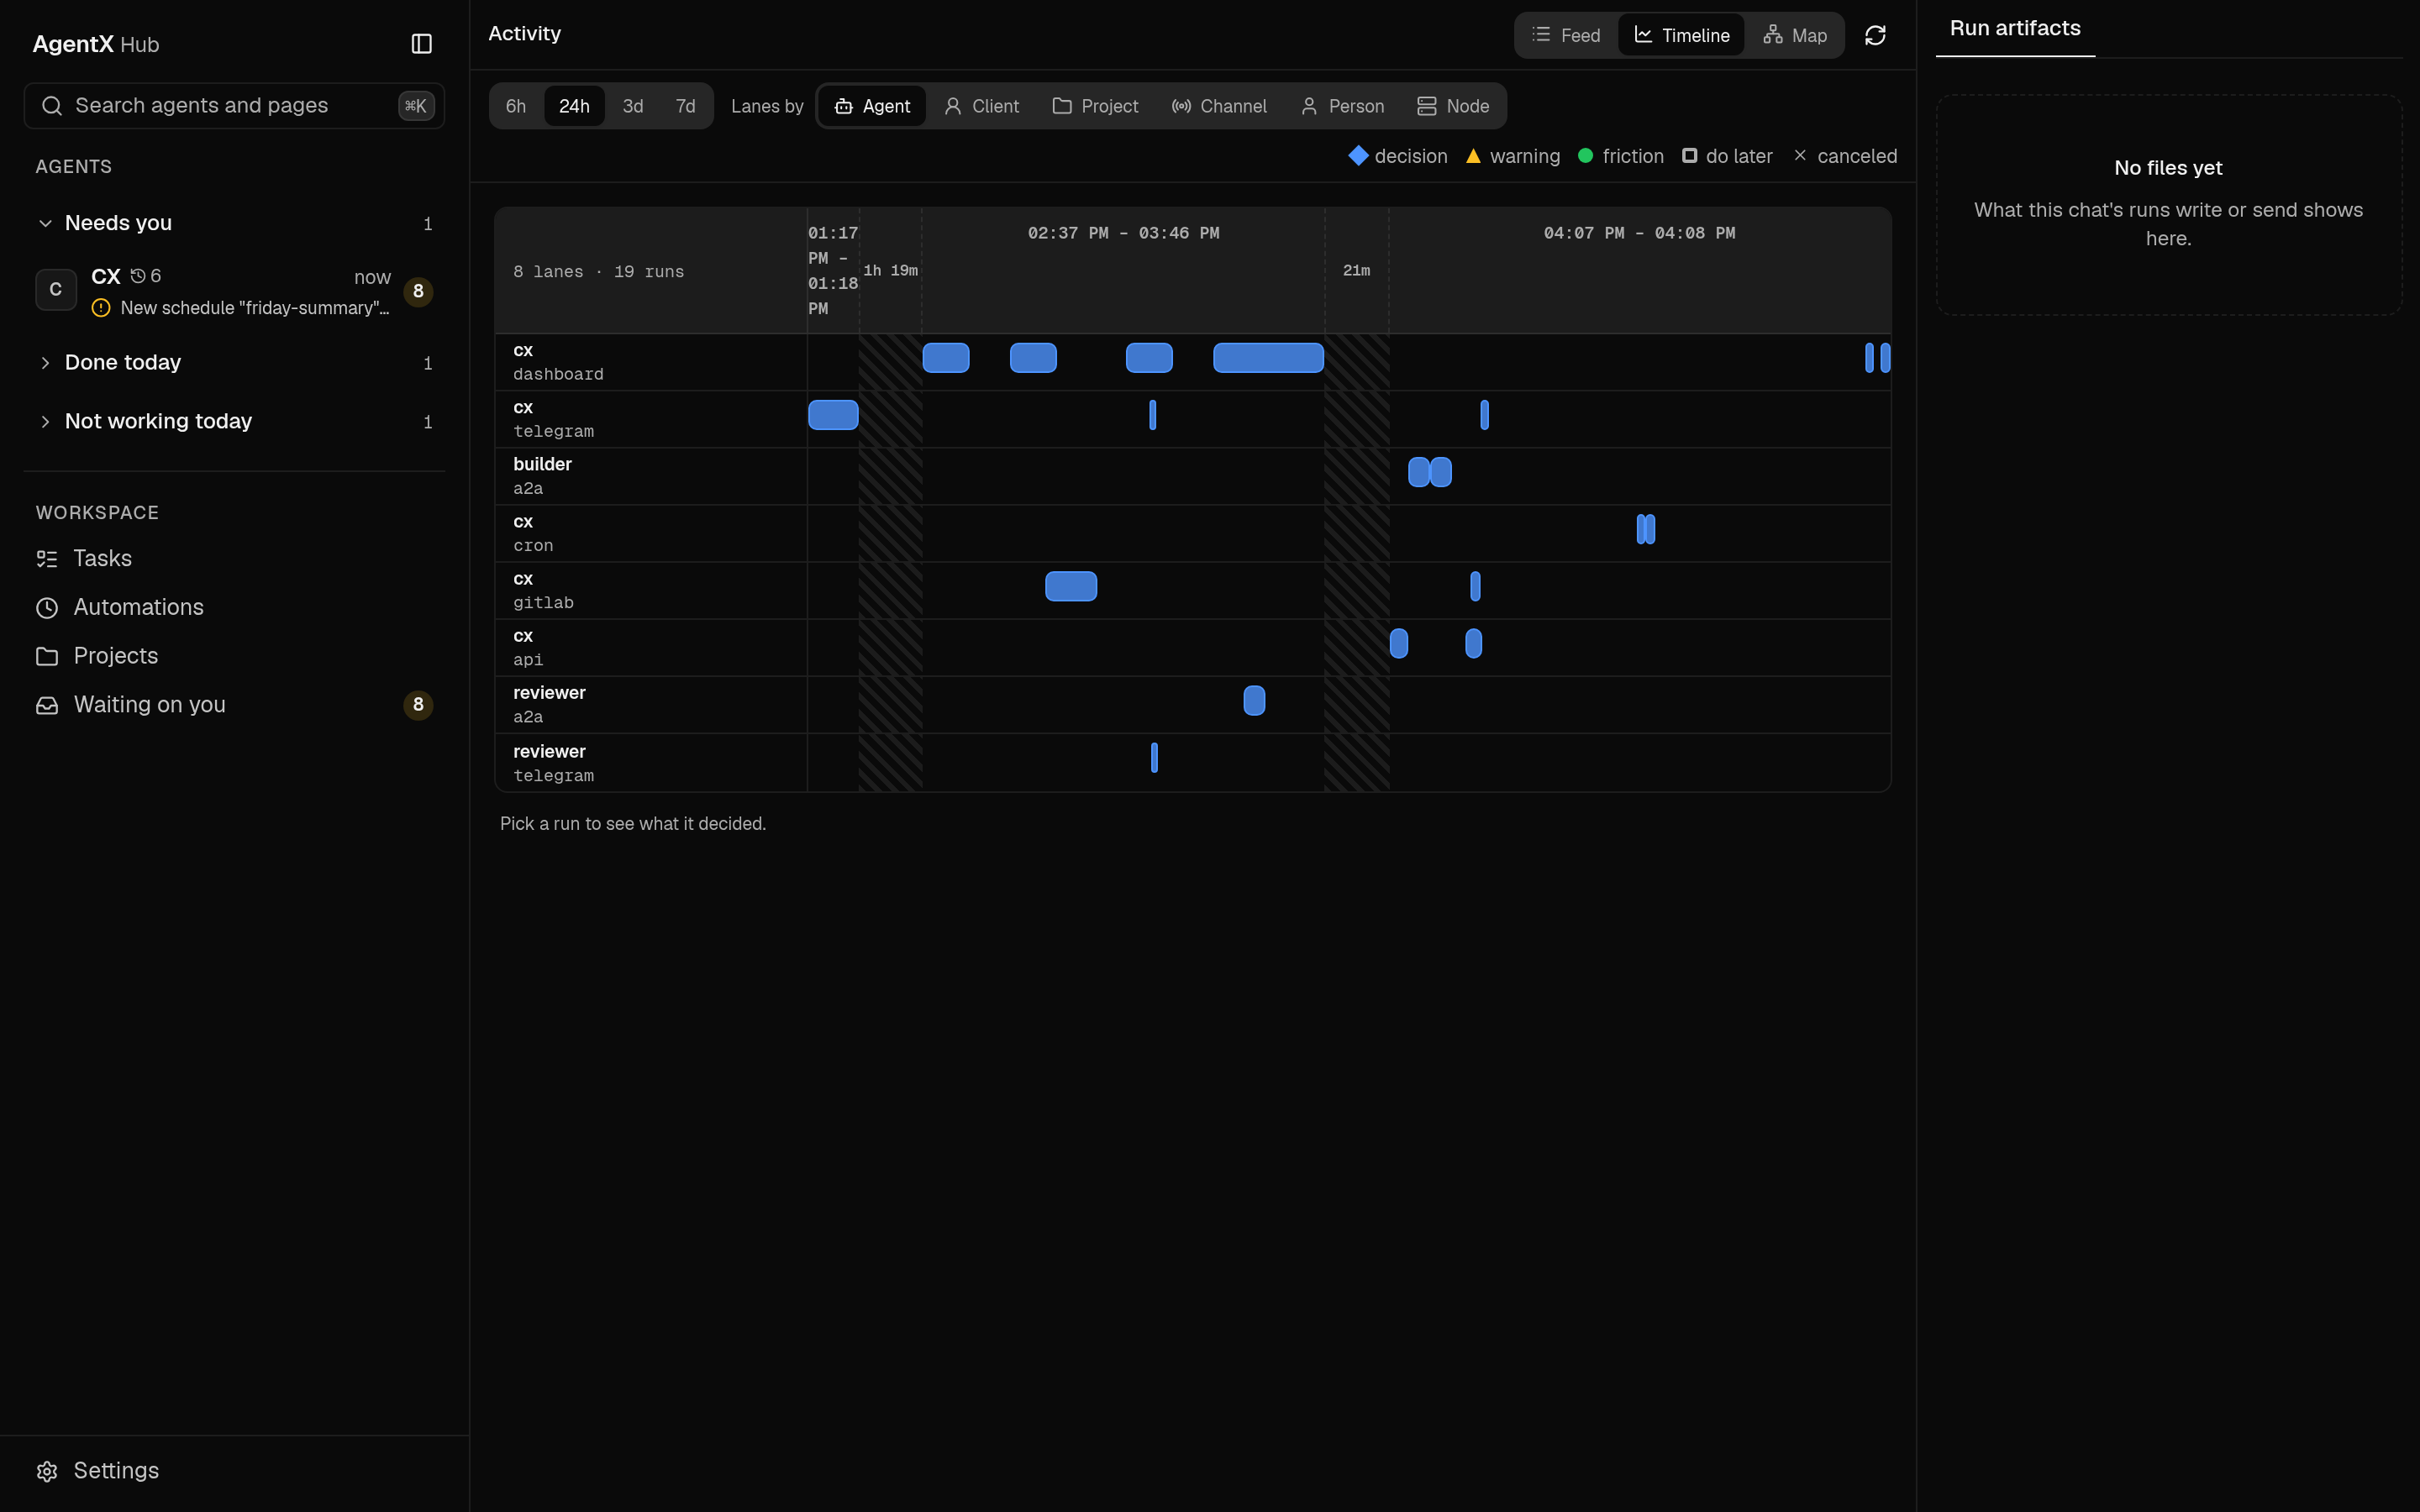 AgentX Hub
Search agents and pages ⌘K
AGENTS
Needs you 1
C
CX 6 now 8
New schedule "friday-summary"…
Done today 1
Not working today 1
WORKSPACE
Tasks
Automations
Projects
Waiting on you 8
Settings
Activity
Feed Timeline Map
6h 24h 3d 7d Lanes by Agent Client Project Channel Person Node
decision warning friction do later canceled
8 lanes · 19 runs
01:17
PM –
01:18
PM
1h 19m
02:37 PM – 03:46 PM
21m
04:07 PM – 04:08 PM
cx
dashboard
cx
telegram
builder
a2a
cx
cron
cx
gitlab
cx
api
reviewer
a2a
reviewer
telegram
Pick a run to see what it decided.
Run artifacts
No files yet
What this chat's runs write or send shows
here.